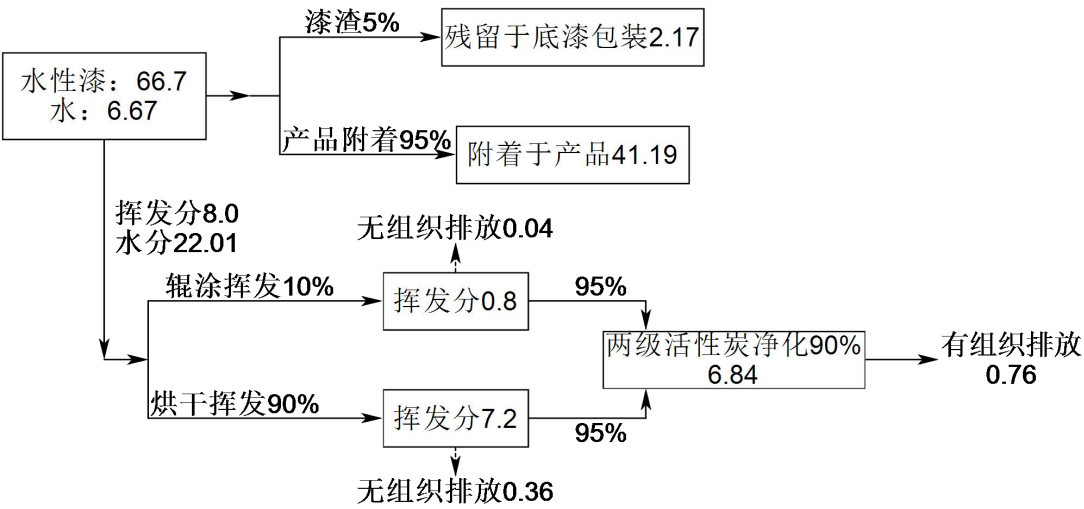 漆渣5%
残留于底漆包装2.17
水性漆：66.7
水：6.67
产品附着95%
附着于产品41.19
挥发分8.0
水分22.01
无组织排放0.04
辊涂挥发10%
挥发分0.8
95%
两级活性炭净化90%
6.84
有组织排放
0.76
烘干挥发90%
挥发分7.2
95%
无组织排放0.36